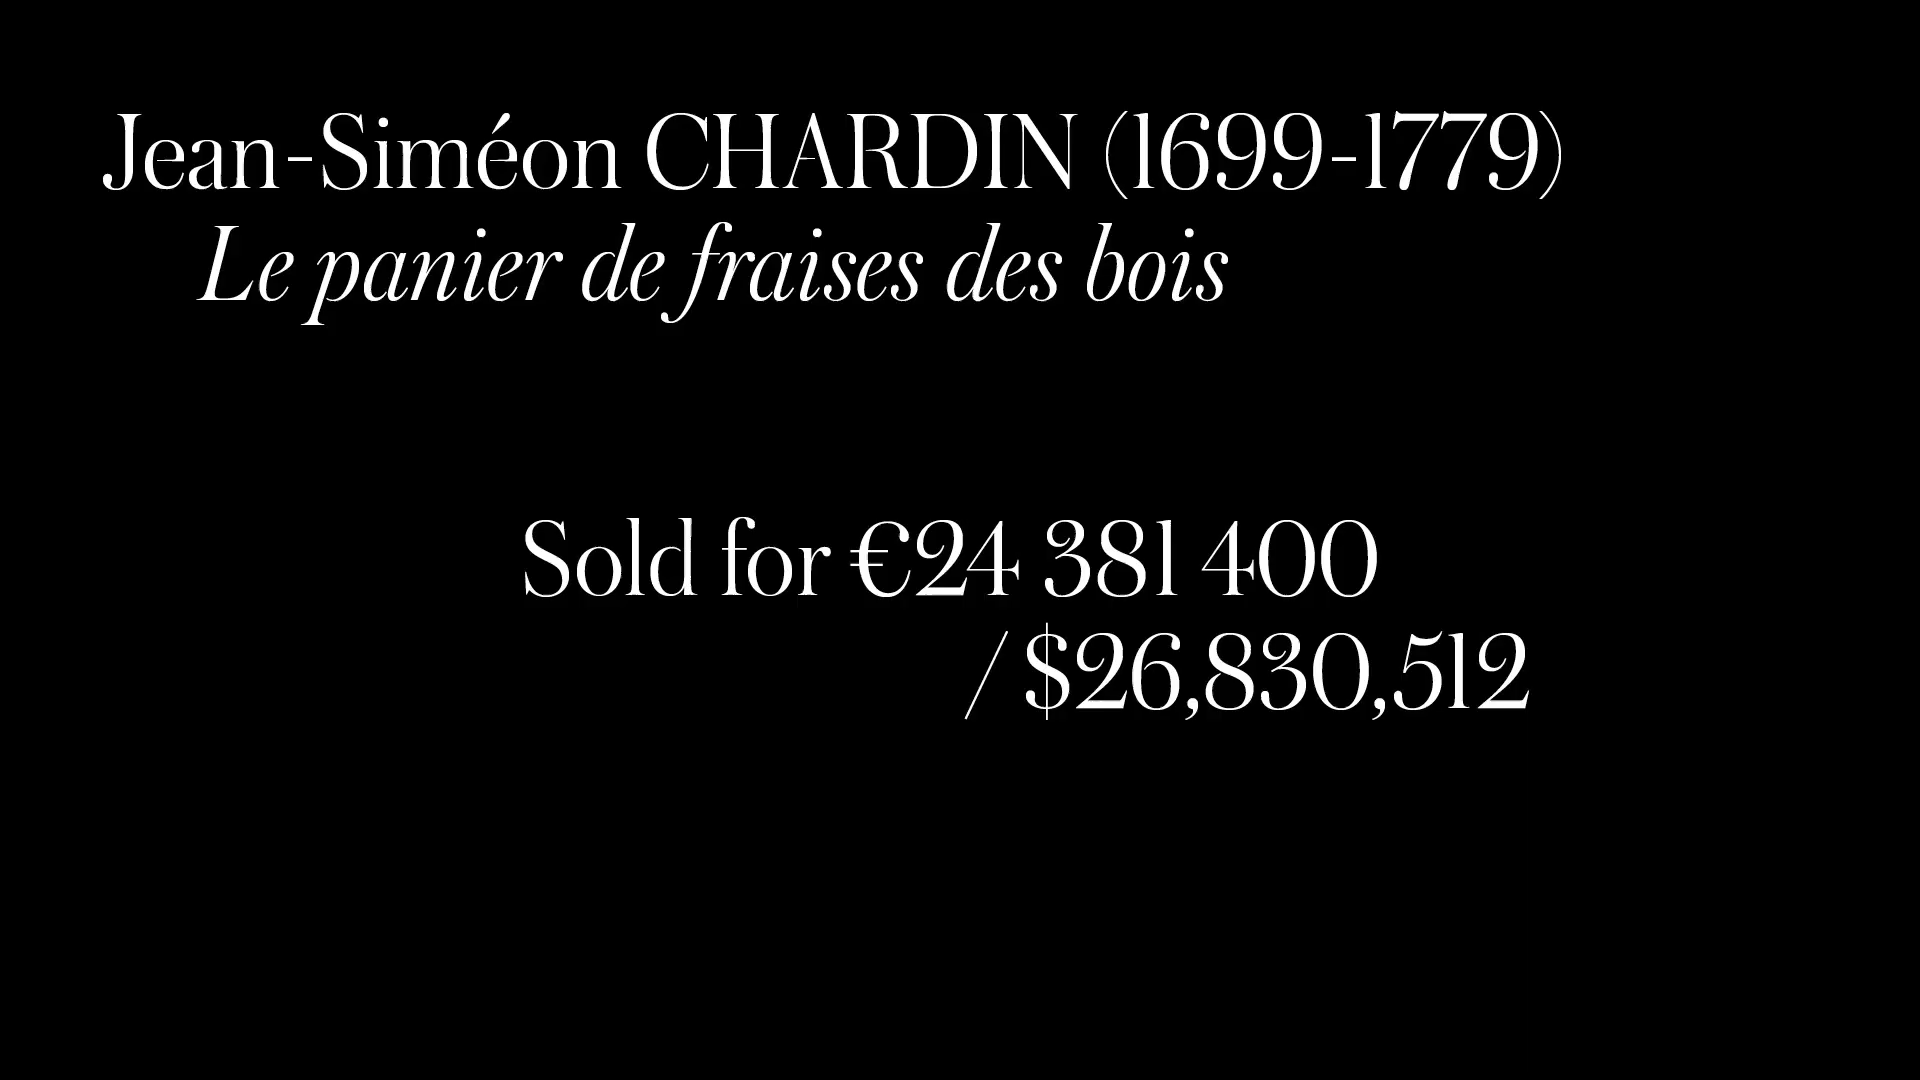 Jean-Siméon CHARDIN (1699-1779)
Le panier de fraises des bois
Sold for €24 381 400
/ $26,830,512